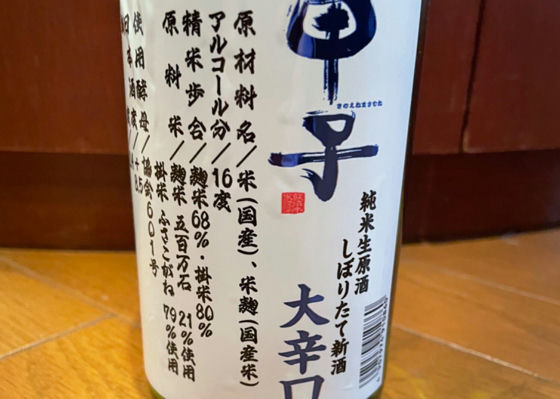 純米生原酒
しぼりたて新酒
甲子
きのえねまさむね
大辛口
原材料名/米(国産)、米麹(国産米)
アルコール分/16度
精米歩合/麹米68%・掛米80%
原料米/麹米 五百万石 21%使用
掛米 ふさこがね 79%使用
使用酵母/協会601号